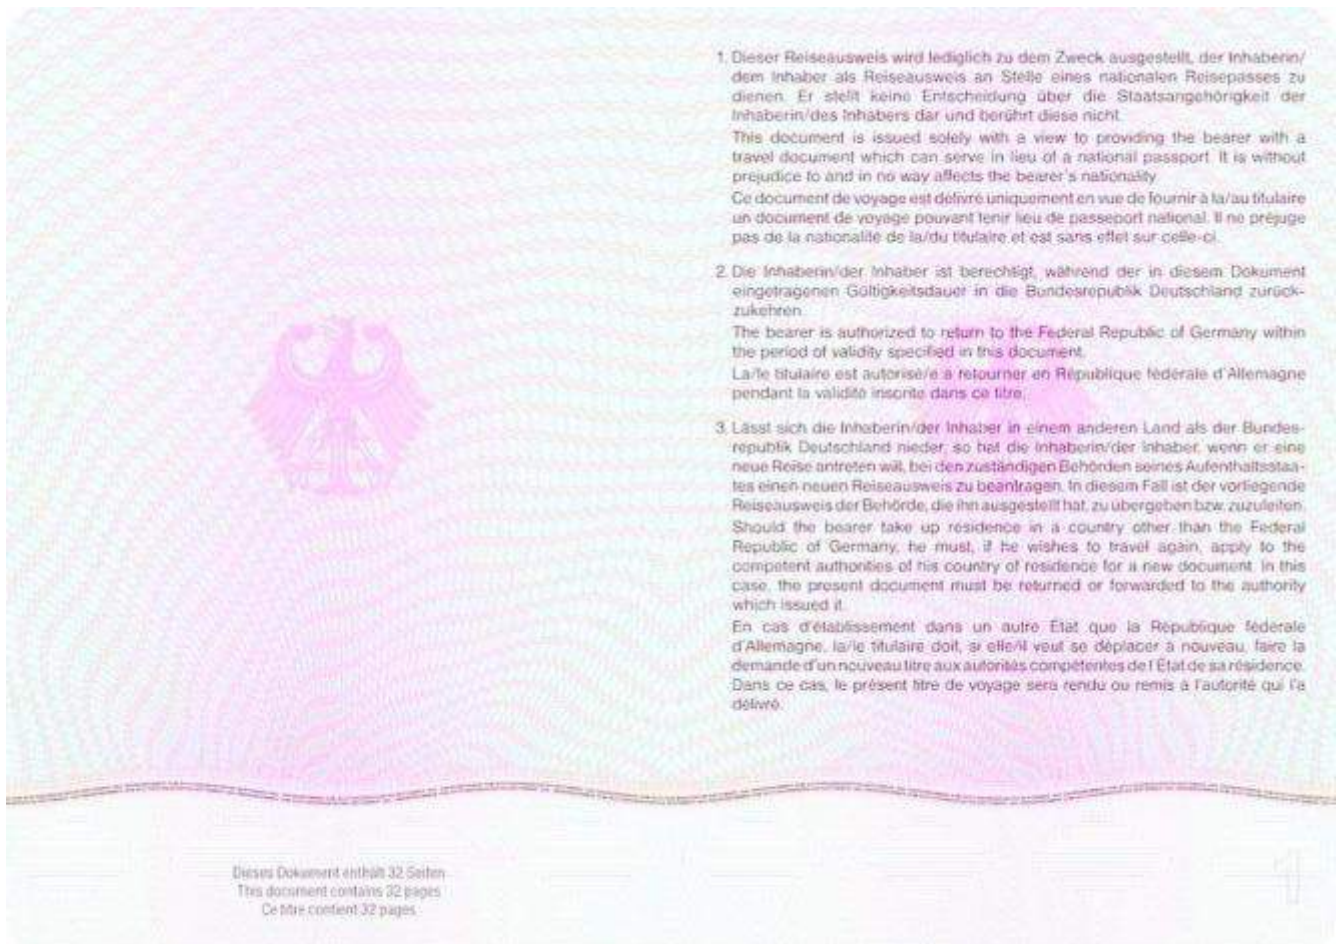 1. Dieser Reiseausweis wird lediglich zu dem Zweck ausgestellt, der Inhaberin/
dem Inhaber als Reiseausweis an Stelle eines nationalen Reisepasses zu
dienen. Er stellt keine Entscheidung über die Staatsangehörigkeit der
Inhaberin/des Inhabers dar und berührt diese nicht.
This document is issued solely with a view to providing the bearer with a
travel document which can serve in lieu of a national passport. It is without
prejudice to and in no way affects the bearer's nationality.
Ce document de voyage est délivré uniquement en vue de fournir à la/au titulaire
un document de voyage pouvant tenir lieu de passeport national. Il ne préjuge
pas de la nationalité de la/du titulaire et est sans effet sur celle-ci.
2. Die Inhaberin/der Inhaber ist berechtigt, während der in diesem Dokument
eingetragenen Gültigkeitsdauer in die Bundesrepublik Deutschland zurück-
zukehren.
The bearer is authorized to return to the Federal Republic of Germany within
the period of validity specified in this document.
La/le titulaire est autorisé/e a retourner en République fédérale d'Allemagne
pendant la validité inscrite dans ce titre.
3. Lässt sich die Inhaberin/der Inhaber in einem anderen Land als der Bundes-
republik Deutschland nieder, so hat die Inhaberin/der Inhaber, wenn er eine
neue Reise antreten will, bei den zuständigen Behörden seines Aufenthaltsstaa-
tes einen neuen Reiseausweis zu beantragen. In diesem Fall ist der vorliegende
Reiseausweis der Behörde, die ihn ausgestellt hat, zu übergeben bzw. zuzuleiten.
Should the bearer take up residence in a country other than the Federal
Republic of Germany, he must, if he wishes to travel again, apply to the
competent authorities of his country of residence for a new document. In this
case, the present document must be returned or forwarded to the authority
which issued it.
En cas d'établissement dans un autre État que la République fédérale
d'Allemagne, la/le titulaire doit, si elle/il veut se déplacer à nouveau, faire la
demande d'un nouveau titre aux autorités compétentes de l'État de sa résidence.
Dans ce cas, le présent titre de voyage sera rendu ou remis à l'autorité qui l'a
délivré.
Dieses Dokument enthält 32 Seiten
This document contains 32 pages
Ce titre contient 32 pages
1